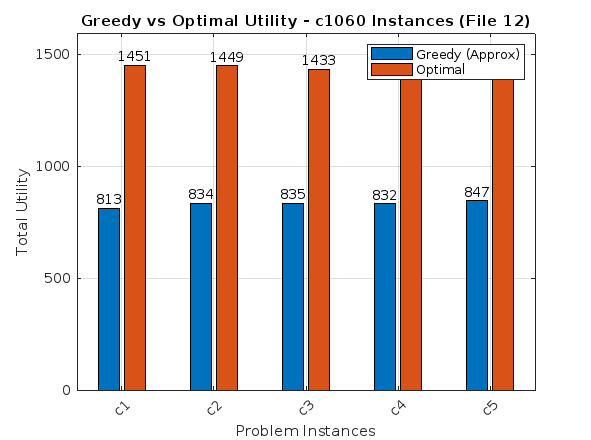 Greedy vs Optimal Utility - c1060 Instances (File 12)
Greedy (Approx)
Optimal
1451
1449
1433
813
834
835
832
847
1500
1000
500
0
Total Utility
c1
c2
c3
c4
c5
Problem Instances